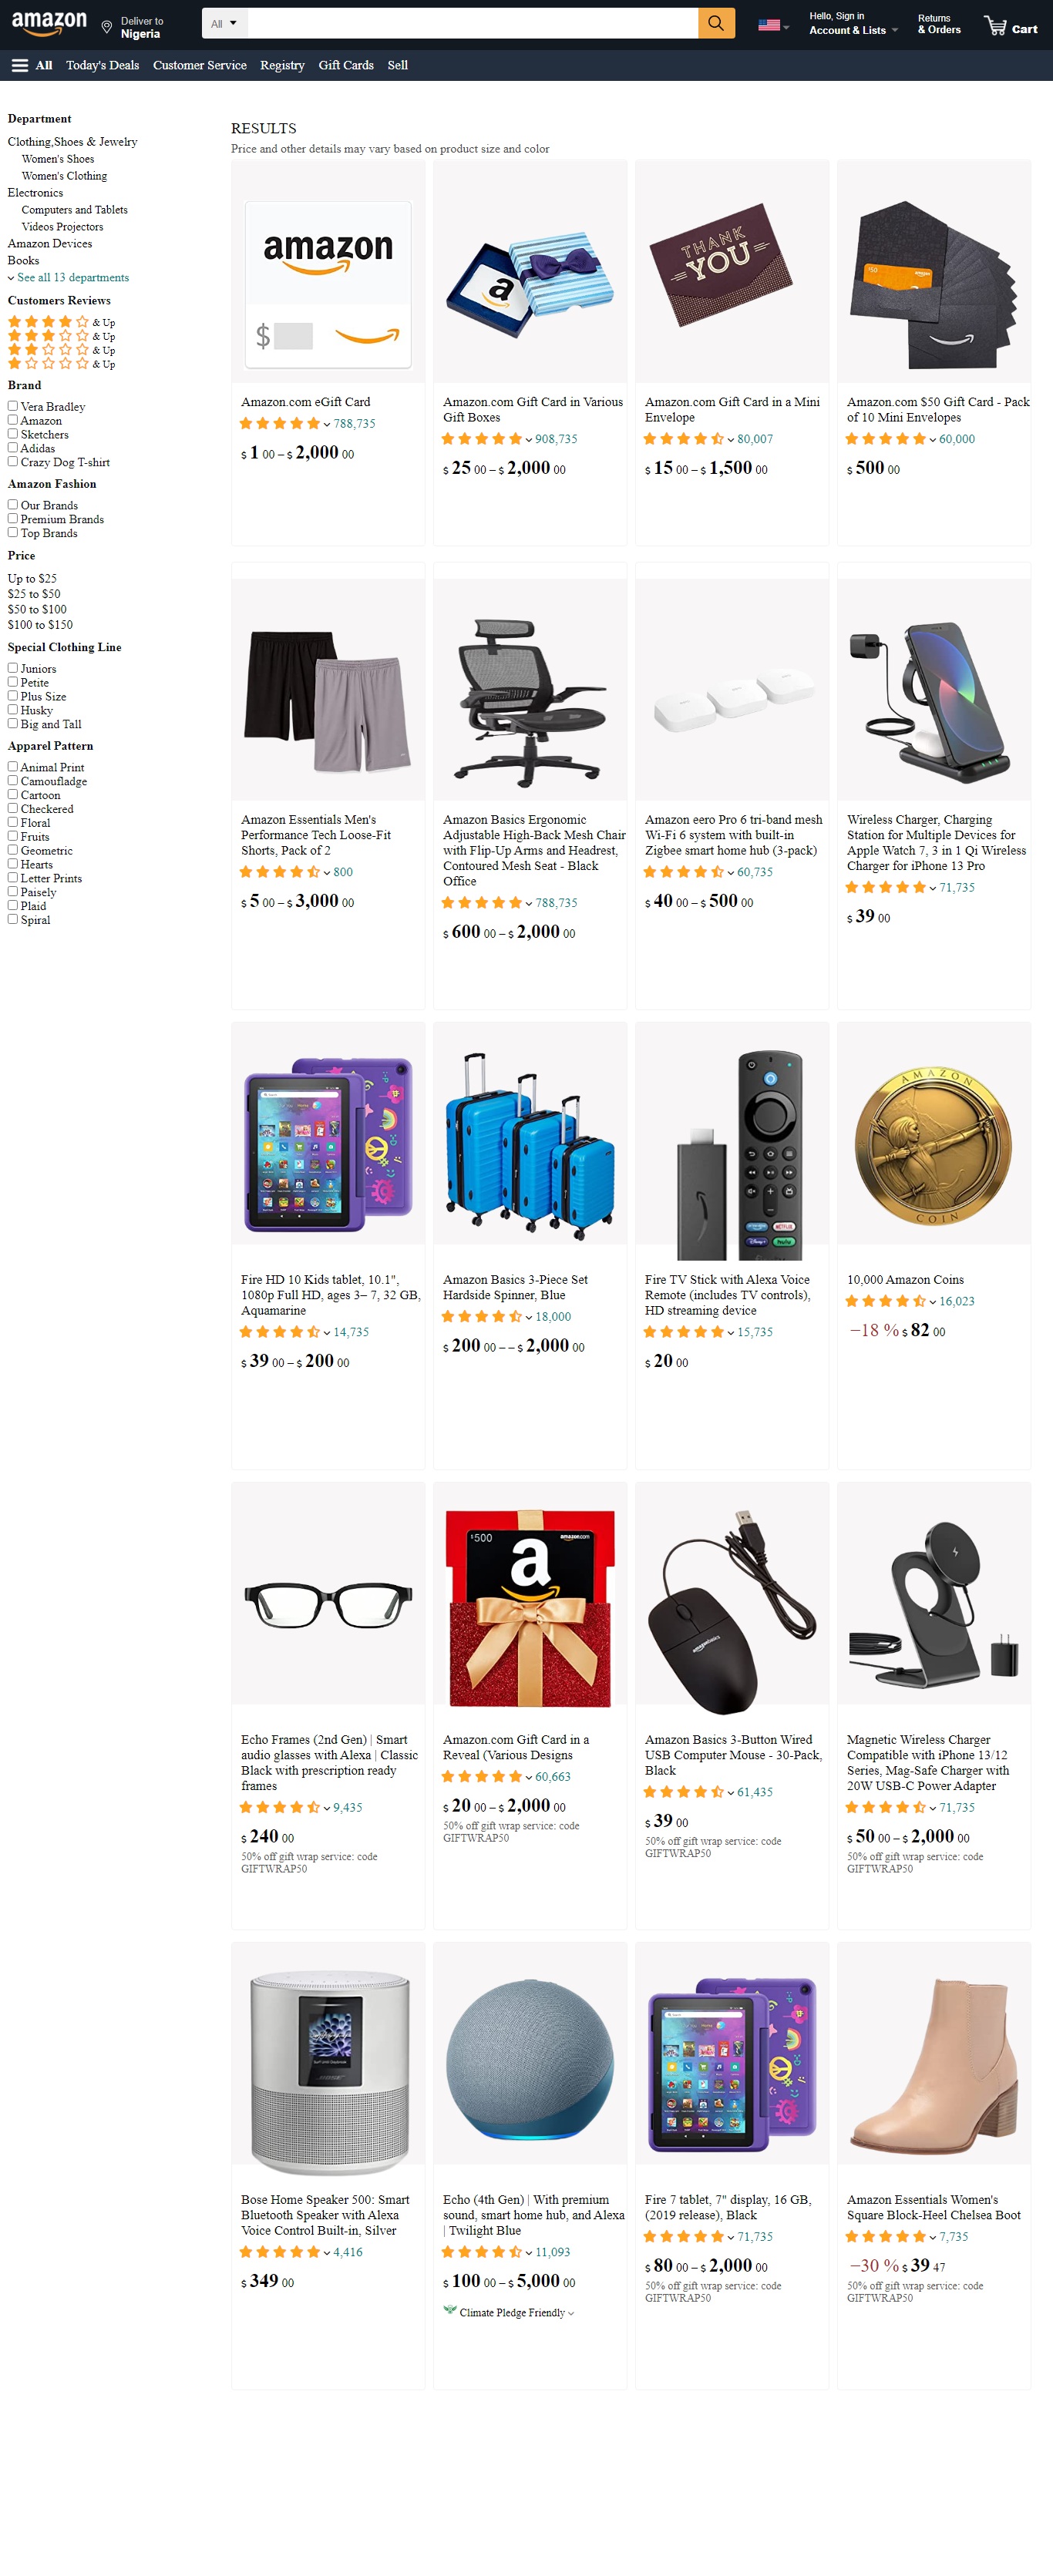 amazon
Deliver to
Nigeria
All
Hello, Sign in
Account & Lists
Returns
& Orders
Cart
All Today's Deals Customer Service Registry Gift Cards Sell
Department
Clothing,Shoes & Jewelry
Women's Shoes
Women's Clothing
Electronics
Computers and Tablets
Videos Projectors
Amazon Devices
Books
See all 13 departments
Customers Reviews
& Up
& Up
& Up
& Up
Brand
Vera Bradley
Amazon
Sketchers
Adidas
Crazy Dog T-shirt
Amazon Fashion
Our Brands
Premium Brands
Top Brands
Price
Up to $25
$25 to $50
$50 to $100
$100 to $150
Special Clothing Line
Juniors
Petite
Plus Size
Husky
Big and Tall
Apparel Pattern
Animal Print
Camoufladge
Cartoon
Checkered
Floral
Fruits
Geometric
Hearts
Letter Prints
Paisely
Plaid
Spiral
RESULTS
Price and other details may vary based on product size and color
amazon
$
Amazon.com eGift Card
788,735
$ 1 00 – $ 2,000 00
a
Amazon.com Gift Card in Various
Gift Boxes
908,735
$ 25 00 – $ 2,000 00
THANK
YOU
Amazon.com Gift Card in a Mini
Envelope
80,007
$ 15 00 – $ 1,500 00
$50
Amazon.com $50 Gift Card - Pack
of 10 Mini Envelopes
60,000
$ 500 00
Amazon Essentials Men's
Performance Tech Loose-Fit
Shorts, Pack of 2
800
$ 5 00 – $ 3,000 00
Amazon Basics Ergonomic
Adjustable High-Back Mesh Chair
with Flip-Up Arms and Headrest,
Contoured Mesh Seat - Black
Office
788,735
$ 600 00 – $ 2,000 00
Amazon eero Pro 6 tri-band mesh
Wi-Fi 6 system with built-in
Zigbee smart home hub (3-pack)
60,735
$ 40 00 – $ 500 00
Wireless Charger, Charging
Station for Multiple Devices for
Apple Watch 7, 3 in 1 Qi Wireless
Charger for iPhone 13 Pro
71,735
$ 39 00
Fire HD 10 Kids tablet, 10.1",
1080p Full HD, ages 3– 7, 32 GB,
Aquamarine
14,735
$ 39 00 – $ 200 00
Amazon Basics 3-Piece Set
Hardside Spinner, Blue
18,000
$ 200 00 – – $ 2,000 00
NETFLIX
Disney+
hulu
Fire TV Stick with Alexa Voice
Remote (includes TV controls),
HD streaming device
15,735
$ 20 00
AMAZON
COIN
10,000 Amazon Coins
16,023
−18 % $ 82 00
Echo Frames (2nd Gen) | Smart
audio glasses with Alexa | Classic
Black with prescription ready
frames
9,435
$ 240 00
50% off gift wrap service: code
GIFTWRAP50
$500
amazon.com
a
Amazon.com Gift Card in a
Reveal (Various Designs
60,663
$ 20 00 – $ 2,000 00
50% off gift wrap service: code
GIFTWRAP50
amazonbasics
Amazon Basics 3-Button Wired
USB Computer Mouse - 30-Pack,
Black
61,435
$ 39 00
50% off gift wrap service: code
GIFTWRAP50
Magnetic Wireless Charger
Compatible with iPhone 13/12
Series, Mag-Safe Charger with
20W USB-C Power Adapter
71,735
$ 50 00 – $ 2,000 00
50% off gift wrap service: code
GIFTWRAP50
Bose Home Speaker 500: Smart
Bluetooth Speaker with Alexa
Voice Control Built-in, Silver
4,416
$ 349 00
Echo (4th Gen) | With premium
sound, smart home hub, and Alexa
| Twilight Blue
11,093
$ 100 00 – $ 5,000 00
Climate Pledge Friendly
Fire 7 tablet, 7" display, 16 GB,
(2019 release), Black
71,735
$ 80 00 – $ 2,000 00
50% off gift wrap service: code
GIFTWRAP50
Amazon Essentials Women's
Square Block-Heel Chelsea Boot
7,735
−30 % $ 39 47
50% off gift wrap service: code
GIFTWRAP50